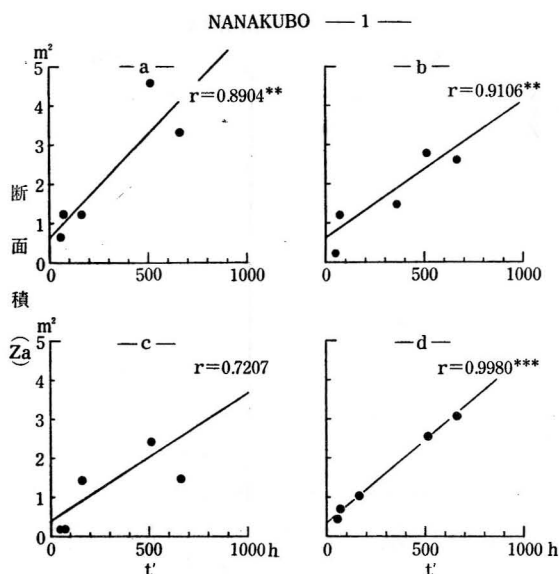 NANAKUBO — 1 —
m²
— a —
r=0.8904**
5
4
3
2
1
0
0 500 1000
— b —
r=0.9106**
0 500 1000
断面積(Za)
m²
— c —
r=0.7207
5
4
3
2
1
0
0 500 1000 h
t′
— d —
r=0.9980***
0 500 1000 h
t′